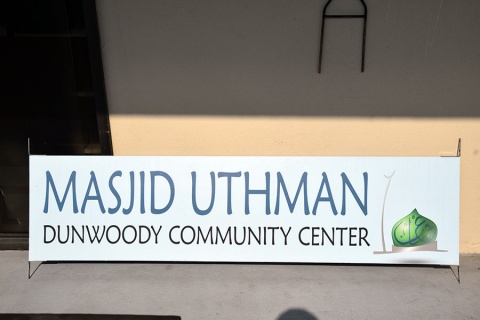 MASJID UTHMAN
DUNWOODY COMMUNITY CENTER